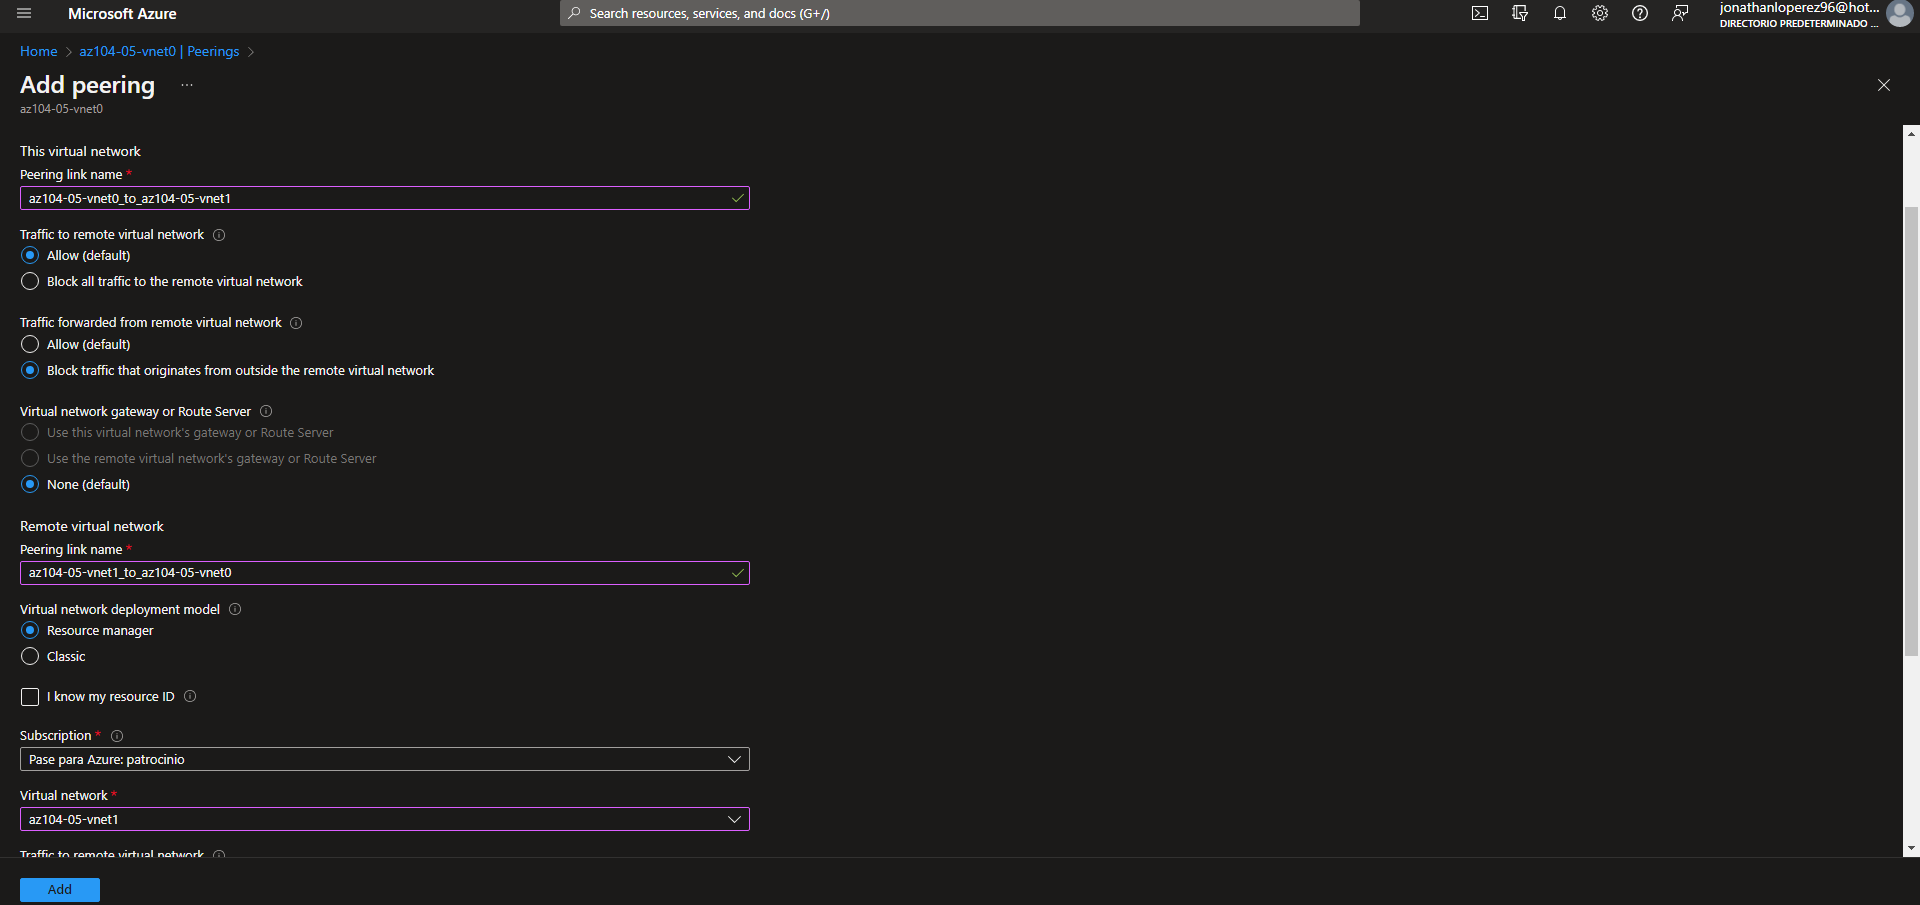 Microsoft Azure
Search resources, services, and docs (G+/)
jonathanloperez96@hot...
DIRECTORIO PREDETERMINADO ...
Home > az104-05-vnet0 | Peerings >
Add peering ...
az104-05-vnet0
This virtual network
Peering link name *
az104-05-vnet0_to_az104-05-vnet1
Traffic to remote virtual network
Allow (default)
Block all traffic to the remote virtual network
Traffic forwarded from remote virtual network
Allow (default)
Block traffic that originates from outside the remote virtual network
Virtual network gateway or Route Server
Use this virtual network's gateway or Route Server
Use the remote virtual network's gateway or Route Server
None (default)
Remote virtual network
Peering link name *
az104-05-vnet1_to_az104-05-vnet0
Virtual network deployment model
Resource manager
Classic
I know my resource ID
Subscription *
Pase para Azure: patrocinio
Virtual network *
az104-05-vnet1
Traffic to remote virtual network
Add